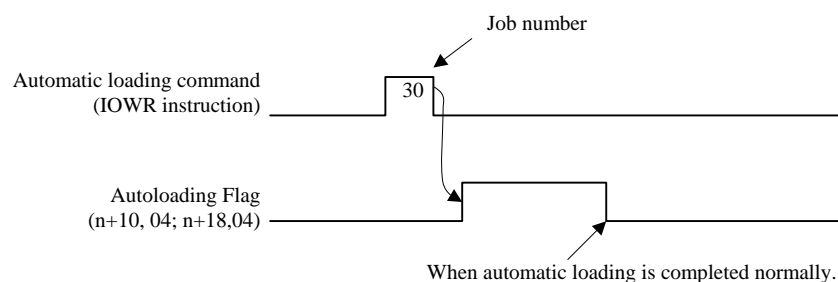 Job number
Automatic loading command
(IOWR instruction)
30
Autoloading Flag
(n+10, 04; n+18,04)
When automatic loading is completed normally.